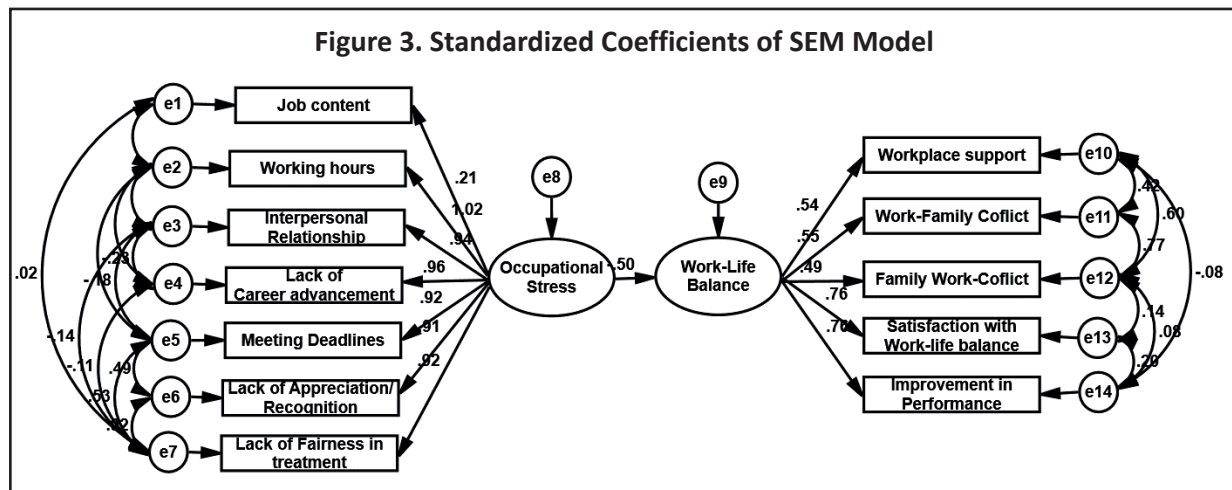 Figure 3. Standardized Coefficients of SEM Model
e1
Job content
e2
Working hours
e3
Interpersonal
Relationship
e4
Lack of
Career advancement
e5
Meeting Deadlines
e6
Lack of Appreciation/
Recognition
e7
Lack of Fairness in
treatment
.02
-.23
-.18
-.14
-.11
.49
.53
.21
1.02
.94
.96
.92
.91
.92
e8
Occupational
Stress
-.50
e9
Work-Life
Balance
.54
.55
.49
.76
.76
Workplace support
e10
Work-Family Coflict
e11
Family Work-Coflict
e12
Satisfaction with
Work-life balance
e13
Improvement in
Performance
e14
.42
.60
.77
-.08
.14
.08
.20